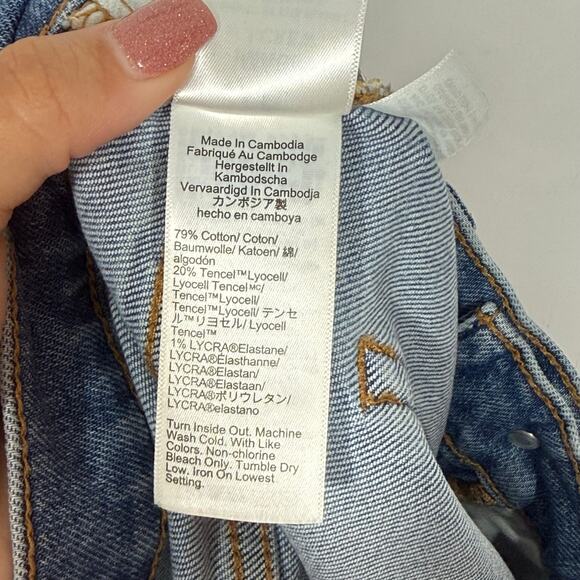 Made In Cambodia
Fabriqué Au Cambodge
Hergestellt In
Kambodscha
Vervaardigd In Cambodja
カンボジア製
hecho en camboya
79% Cotton/ Coton/
Baumwolle/ Katoen/ 綿/
algodón
20% Tencel™Lyocell/
Lyocell Tencelᴹᶜ/
Tencel™Lyocell/
Tencel™Lyocell/ テンセ
ル™リヨセル/ Lyocell
Tencel™
1% LYCRA®Elastane/
LYCRA®Élasthanne/
LYCRA®Elastan/
LYCRA®Elastaan/
LYCRA®ポリウレタン/
LYCRA®elastano
Turn Inside Out. Machine
Wash Cold. With Like
Colors. Non-chlorine
Bleach Only. Tumble Dry
Low. Iron On Lowest
Setting.